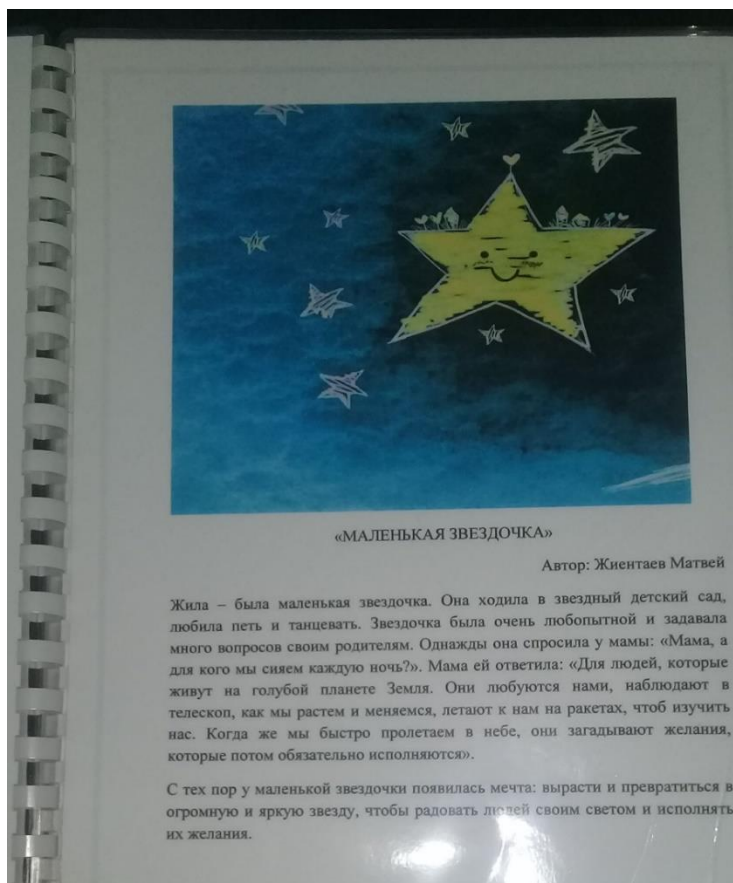 «МАЛЕНЬКАЯ ЗВЕЗДОЧКА»
Автор: Жиентаев Матвей
Жила – была маленькая звездочка. Она ходила в звездный детский сад,
любила петь и танцевать. Звездочка была очень любопытной и задавала
много вопросов своим родителям. Однажды она спросила у мамы: «Мама, а
для кого мы сияем каждую ночь?». Мама ей ответила: «Для людей, которые
живут на голубой планете Земля. Они любуются нами, наблюдают в
телескоп, как мы растем и меняемся, летают к нам на ракетах, чтоб изучить
нас. Когда же мы быстро пролетаем в небе, они загадывают желания,
которые потом обязательно исполняются».
С тех пор у маленькой звездочки появилась мечта: вырасти и превратиться в
огромную и яркую звезду, чтобы радовать людей своим светом и исполнять
их желания.